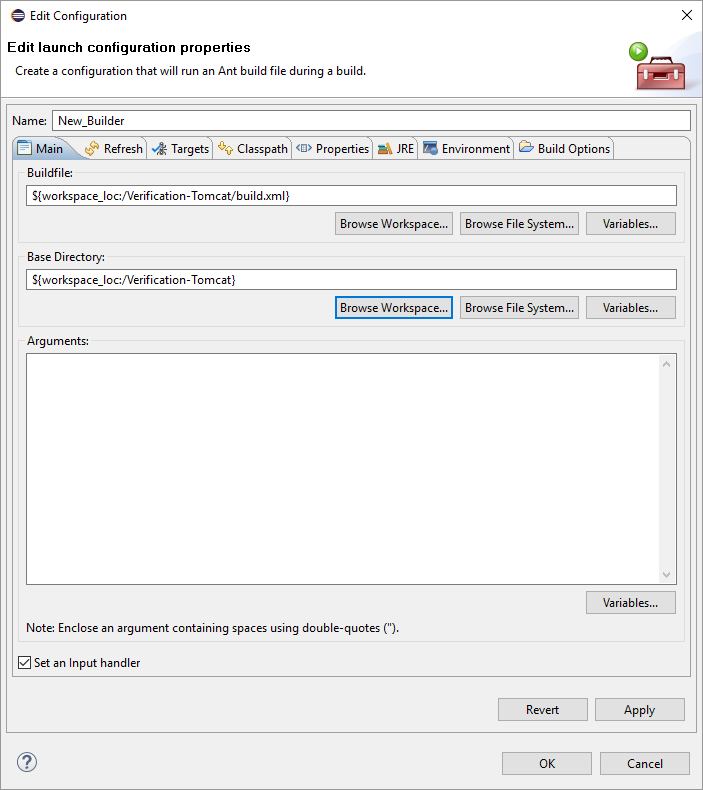 Edit Configuration
Edit launch configuration properties
Create a configuration that will run an Ant build file during a build.
Name: New_Builder
Main Refresh Targets Classpath Properties JRE Environment Build Options
Buildfile:
${workspace_loc:/Verification-Tomcat/build.xml}
Browse Workspace... Browse File System... Variables...
Base Directory:
${workspace_loc:/Verification-Tomcat}
Browse Workspace... Browse File System... Variables...
Arguments:
Variables...
Note: Enclose an argument containing spaces using double-quotes (").
Set an Input handler
Revert Apply
? OK Cancel